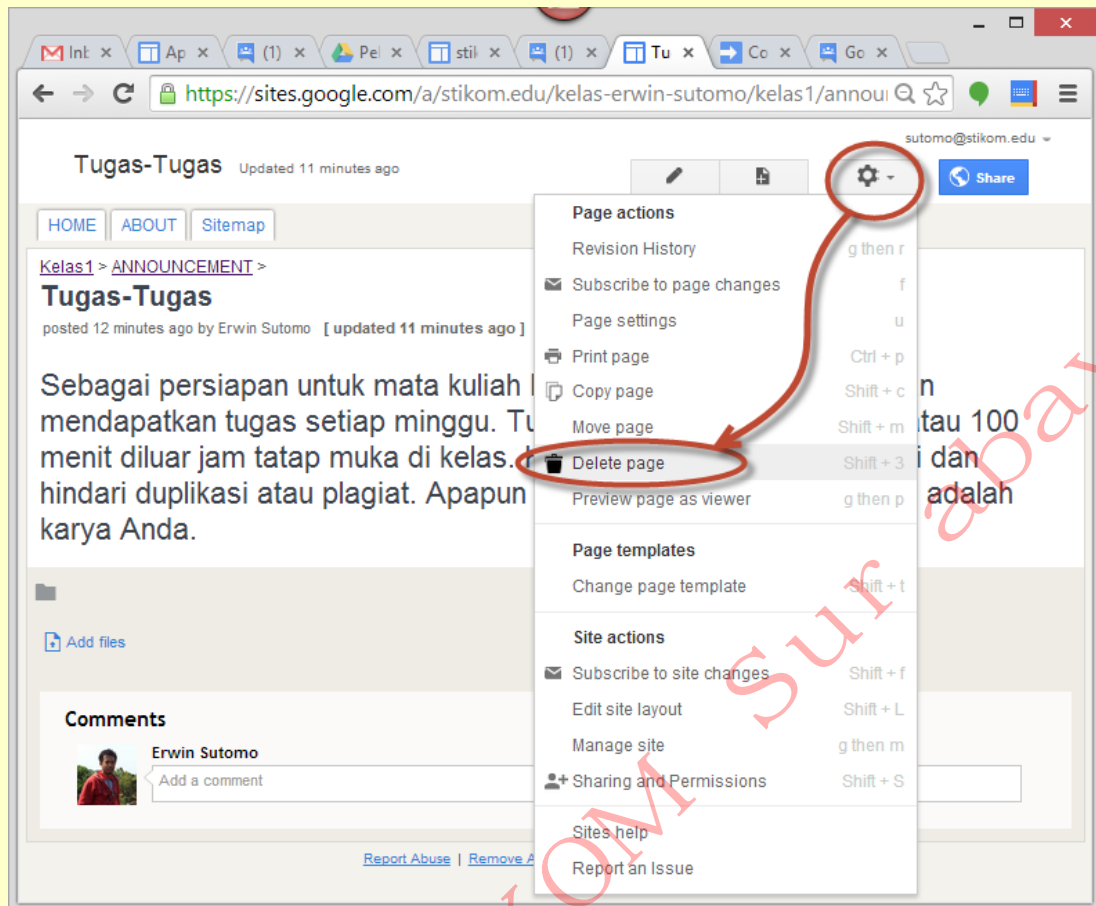 Int
Ap
(1)
Pel
stik
(1)
Tu
Co
Go
https://sites.google.com/a/stikom.edu/kelas-erwin-sutomo/kelas1/annou
sutomo@stikom.edu
Tugas-Tugas Updated 11 minutes ago
Share
HOME ABOUT Sitemap
Kelas1 > ANNOUNCEMENT >
Tugas-Tugas
posted 12 minutes ago by Erwin Sutomo [ updated 11 minutes ago ]
Sebagai persiapan untuk mata kuliah n
mendapatkan tugas setiap minggu. Tu tau 100
menit diluar jam tatap muka di kelas. i dan
hindari duplikasi atau plagiat. Apapun adalah
karya Anda.
Add files
Comments
Erwin Sutomo
Add a comment
Report Abuse | Remove A
Page actions
Revision History g then r
Subscribe to page changes f
Page settings u
Print page Ctrl + p
Copy page Shift + c
Move page Shift + m
Delete page Shift + 3
Preview page as viewer g then p
Page templates
Change page template Shift + t
Site actions
Subscribe to site changes Shift + f
Edit site layout Shift + L
Manage site g then m
Sharing and Permissions Shift + S
Sites help
Report an Issue
KOM Sur abay